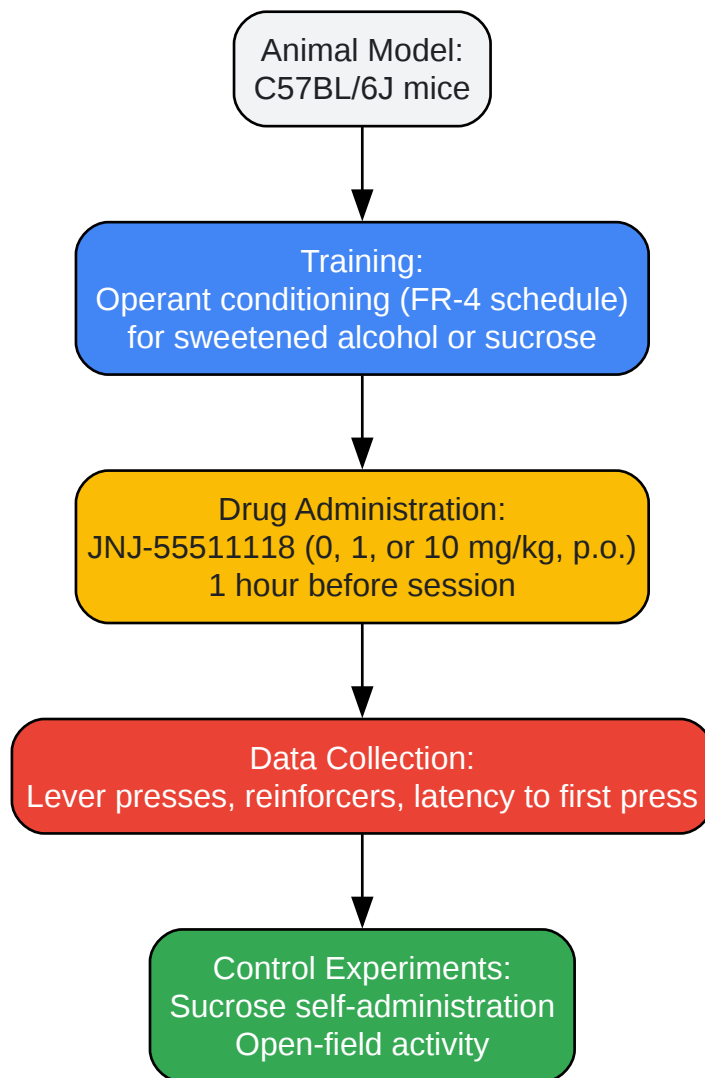 Animal Model:
C57BL/6J mice
Training:
Operant conditioning (FR-4 schedule)
for sweetened alcohol or sucrose
Drug Administration:
JNJ-55511118 (0, 1, or 10 mg/kg, p.o.)
1 hour before session
Data Collection:
Lever presses, reinforcers, latency to first press
Control Experiments:
Sucrose self-administration
Open-field activity